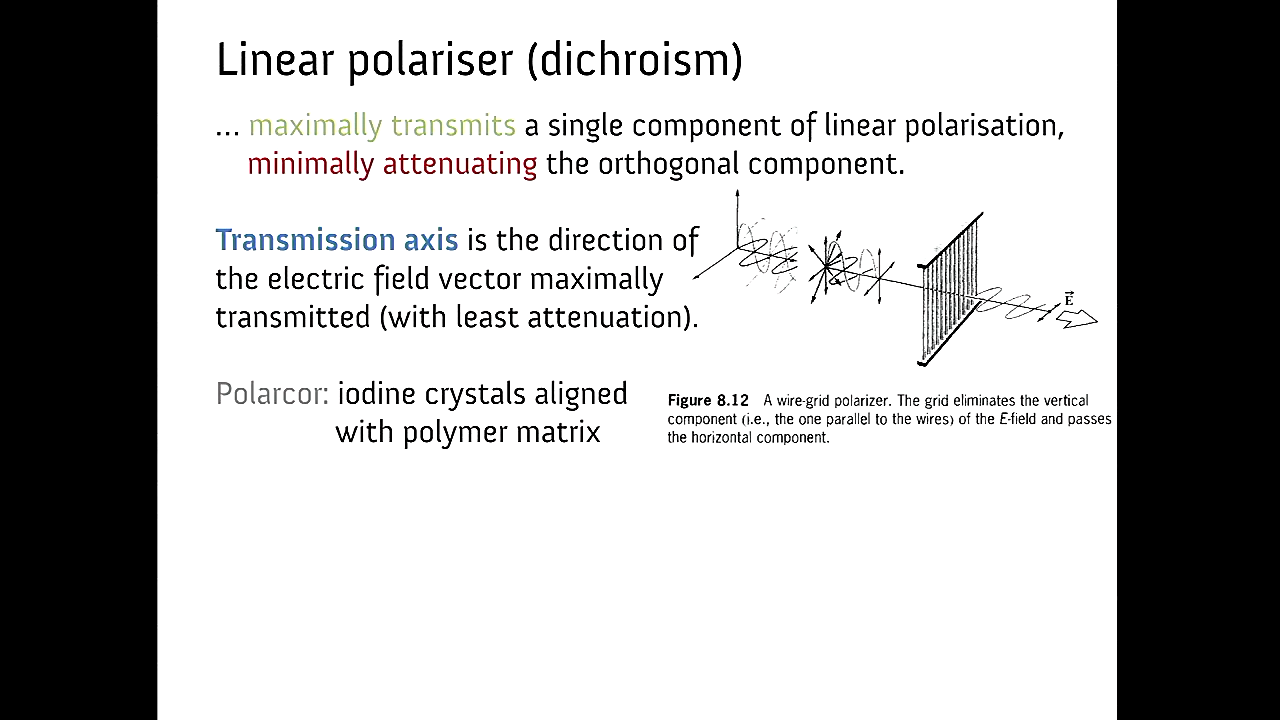 Linear polariser (dichroism)
... maximally transmits a single component of linear polarisation,
minimally attenuating the orthogonal component.
Transmission axis is the direction of
the electric field vector maximally
transmitted (with least attenuation).
Polarcor: iodine crystals aligned
with polymer matrix
E
Figure 8.12 A wire-grid polarizer. The grid eliminates the vertical
component (i.e., the one parallel to the wires) of the E-field and passes
the horizontal component.